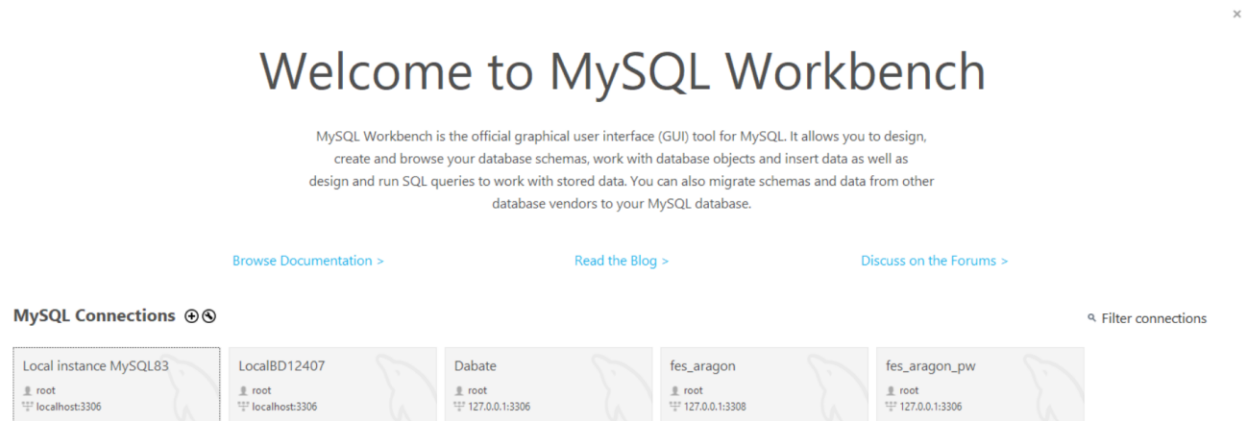 Welcome to MySQL Workbench
MySQL Workbench is the official graphical user interface (GUI) tool for MySQL. It allows you to design,
create and browse your database schemas, work with database objects and insert data as well as
design and run SQL queries to work with stored data. You can also migrate schemas and data from other
database vendors to your MySQL database.
Browse Documentation >
Read the Blog >
Discuss on the Forums >
MySQL Connections
Filter connections
Local instance MySQL83
root
localhost:3306
LocalBD12407
root
localhost:3306
Dabate
root
127.0.0.1:3306
fes_aragon
root
127.0.0.1:3308
fes_aragon_pw
root
127.0.0.1:3306